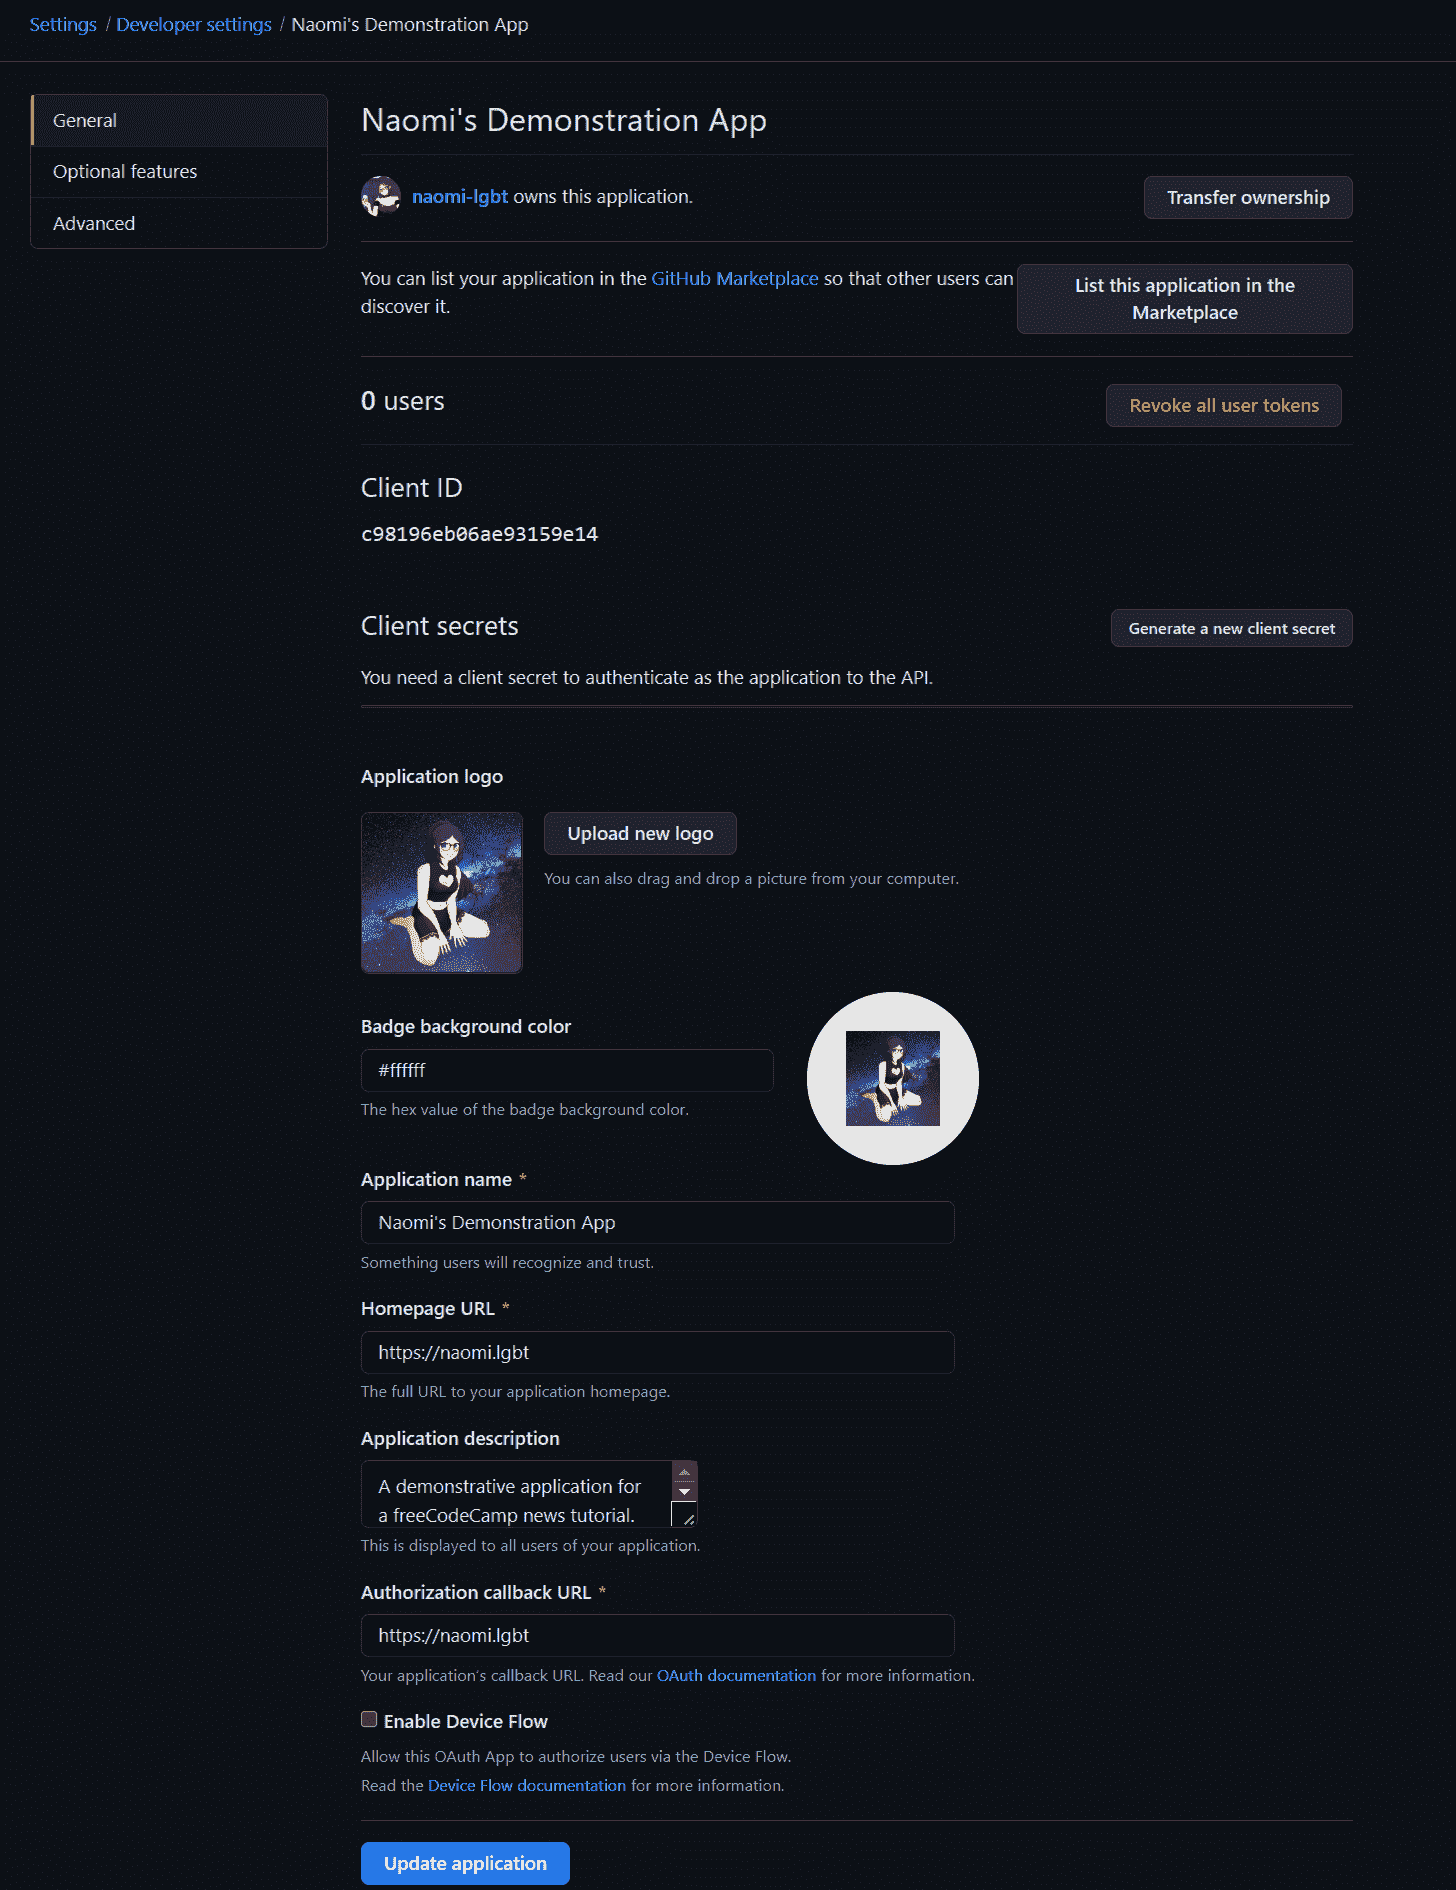 Settings / Developer settings / Naomi's Demonstration App
General
Optional features
Advanced
Naomi's Demonstration App
naomi-lgbt owns this application.
Transfer ownership
You can list your application in the GitHub Marketplace so that other users can
discover it.
List this application in the
Marketplace
0 users
Revoke all user tokens
Client ID
c98196eb06ae93159e14
Client secrets
Generate a new client secret
You need a client secret to authenticate as the application to the API.
Application logo
Upload new logo
You can also drag and drop a picture from your computer.
Badge background color
#ffffff
The hex value of the badge background color.
Application name *
Naomi's Demonstration App
Something users will recognize and trust.
Homepage URL *
https://naomi.lgbt
The full URL to your application homepage.
Application description
A demonstrative application for
a freeCodeCamp news tutorial.
This is displayed to all users of your application.
Authorization callback URL *
https://naomi.lgbt
Your application's callback URL. Read our OAuth documentation for more information.
Enable Device Flow
Allow this OAuth App to authorize users via the Device Flow.
Read the Device Flow documentation for more information.
Update application